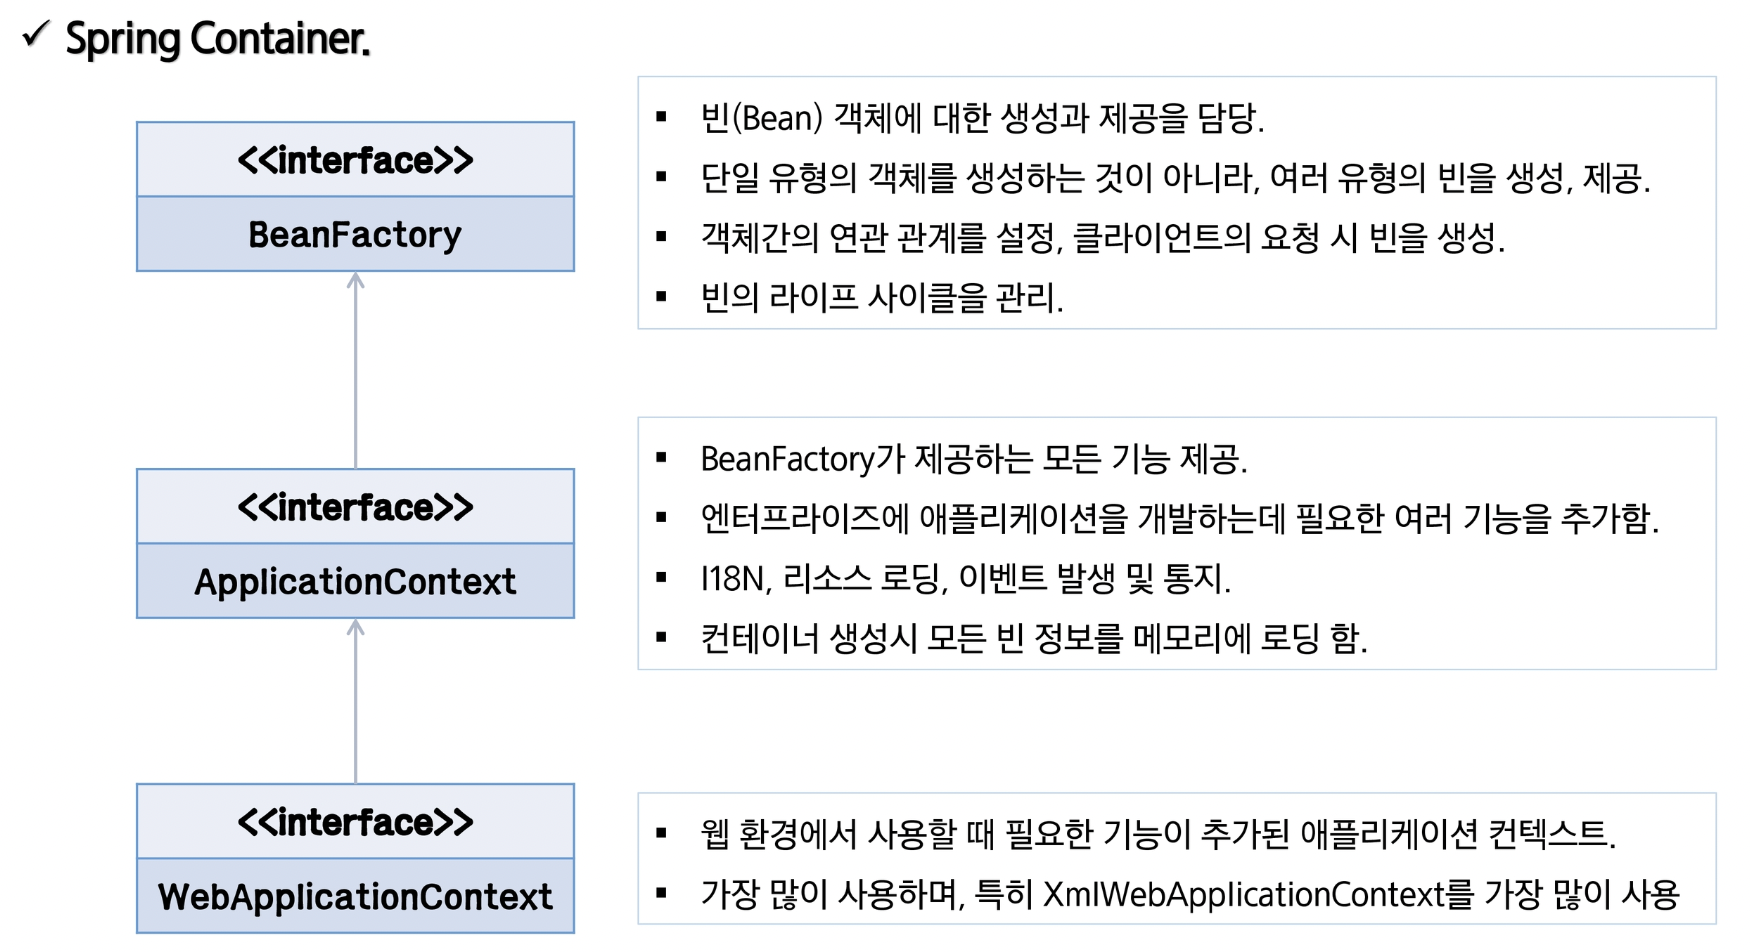 ✓ Spring Container.
<<interface>>
BeanFactory
▪ 빈(Bean) 객체에 대한 생성과 제공을 담당.
▪ 단일 유형의 객체를 생성하는 것이 아니라, 여러 유형의 빈을 생성, 제공.
▪ 객체간의 연관 관계를 설정, 클라이언트의 요청 시 빈을 생성.
▪ 빈의 라이프 사이클을 관리.
<<interface>>
ApplicationContext
▪ BeanFactory가 제공하는 모든 기능 제공.
▪ 엔터프라이즈에 애플리케이션을 개발하는데 필요한 여러 기능을 추가함.
▪ I18N, 리소스 로딩, 이벤트 발생 및 통지.
▪ 컨테이너 생성시 모든 빈 정보를 메모리에 로딩 함.
<<interface>>
WebApplicationContext
▪ 웹 환경에서 사용할 때 필요한 기능이 추가된 애플리케이션 컨텍스트.
▪ 가장 많이 사용하며, 특히 XmlWebApplicationContext를 가장 많이 사용